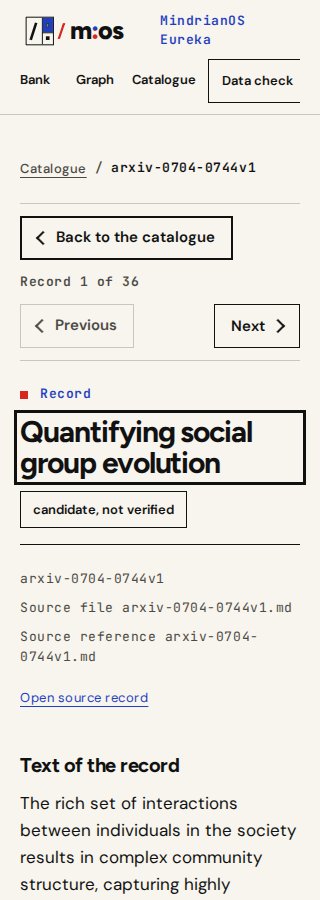 m:os
MindrianOS
Eureka
Bank Graph Catalogue Data check
Catalogue / arxiv-0704-0744v1
Back to the catalogue
Record 1 of 36
Previous Next
Record
Quantifying social
group evolution
candidate, not verified
arxiv-0704-0744v1
Source file arxiv-0704-0744v1.md
Source reference arxiv-0704-
0744v1.md
Open source record
Text of the record
The rich set of interactions
between individuals in the society
results in complex community
structure, capturing highly